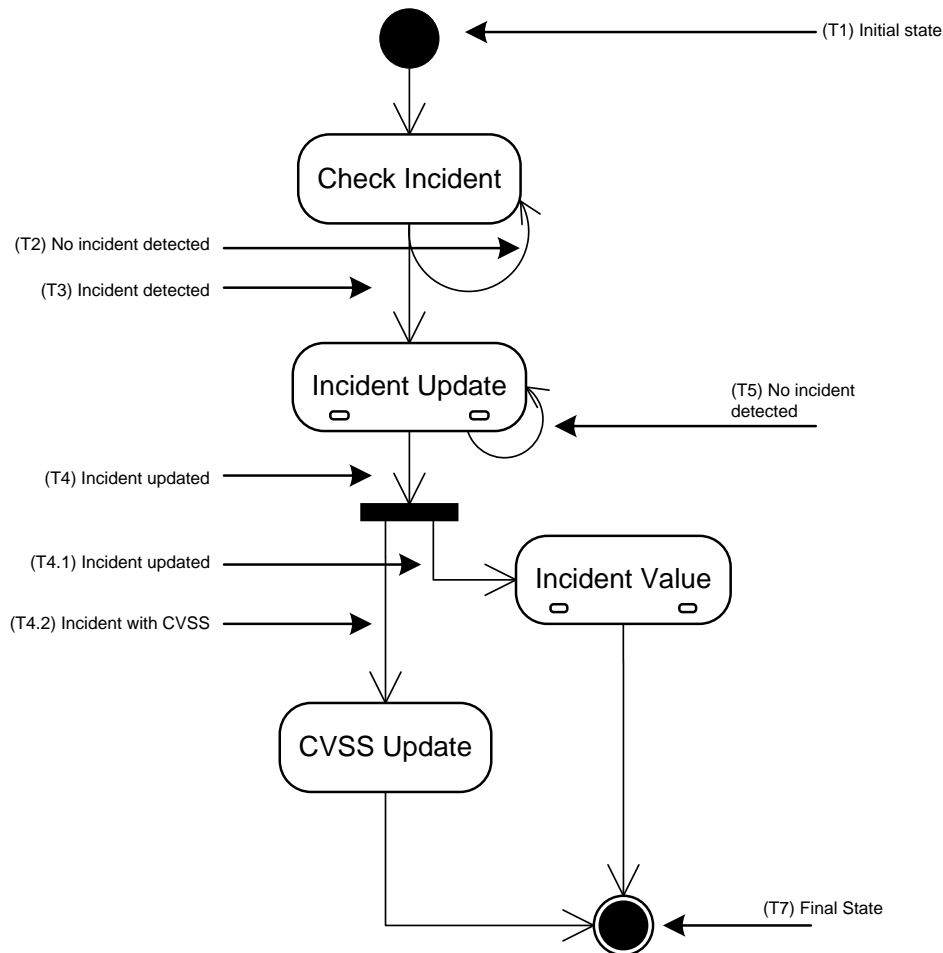 (T1) Initial state
Check Incident
(T2) No incident detected
(T3) Incident detected
Incident Update
(T5) No incident
detected
(T4) Incident updated
(T4.1) Incident updated
Incident Value
(T4.2) Incident with CVSS
CVSS Update
(T7) Final State